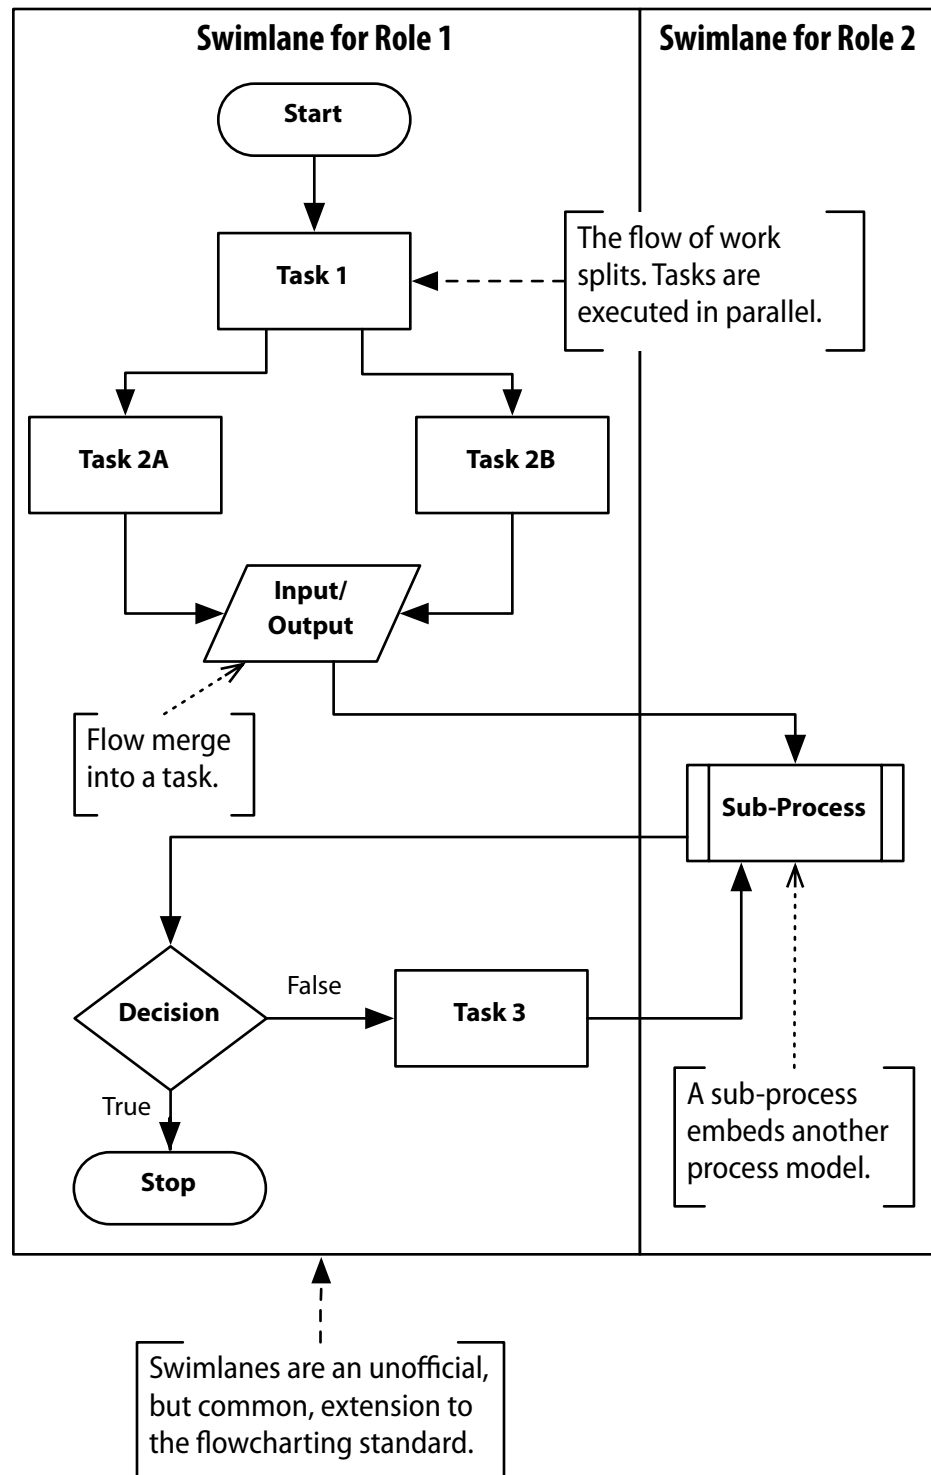 Swimlane for Role 1
Swimlane for Role 2
Start
Task 1
The flow of work
splits. Tasks are
executed in parallel.
Task 2A
Task 2B
Input/
Output
Flow merge
into a task.
Sub-Process
Decision
False
Task 3
True
Stop
A sub-process
embeds another
process model.
Swimlanes are an unofficial,
but common, extension to
the flowcharting standard.